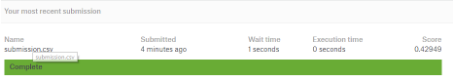 Your most recent submission
Name Submitted Wait time Execution time Score
submission.csv 4 minutes ago 1 seconds 0 seconds 0.42949
submission.csv
Complete